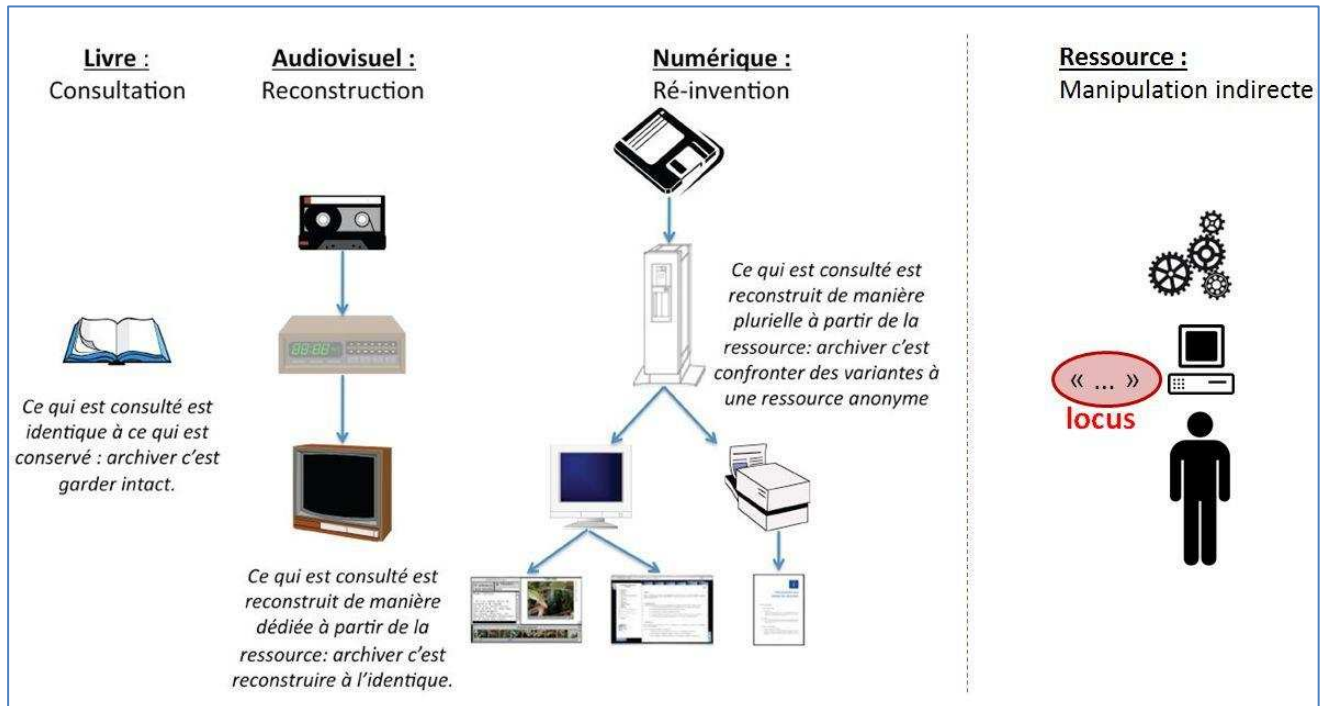 Livre :
Consultation
Ce qui est consulté est
identique à ce qui est
conservé : archiver c’est
garder intact.
Audiovisuel :
Reconstruction
Ce qui est consulté est
reconstruit de manière
dédiée à partir de la
ressource: archiver c’est
reconstruire à l’identique.
Numérique :
Ré-invention
Ce qui est consulté est
reconstruit de manière
plurielle à partir de la
ressource: archiver c’est
confronter des variantes à
une ressource anonyme
Ressource :
Manipulation indirecte
« ... »
locus